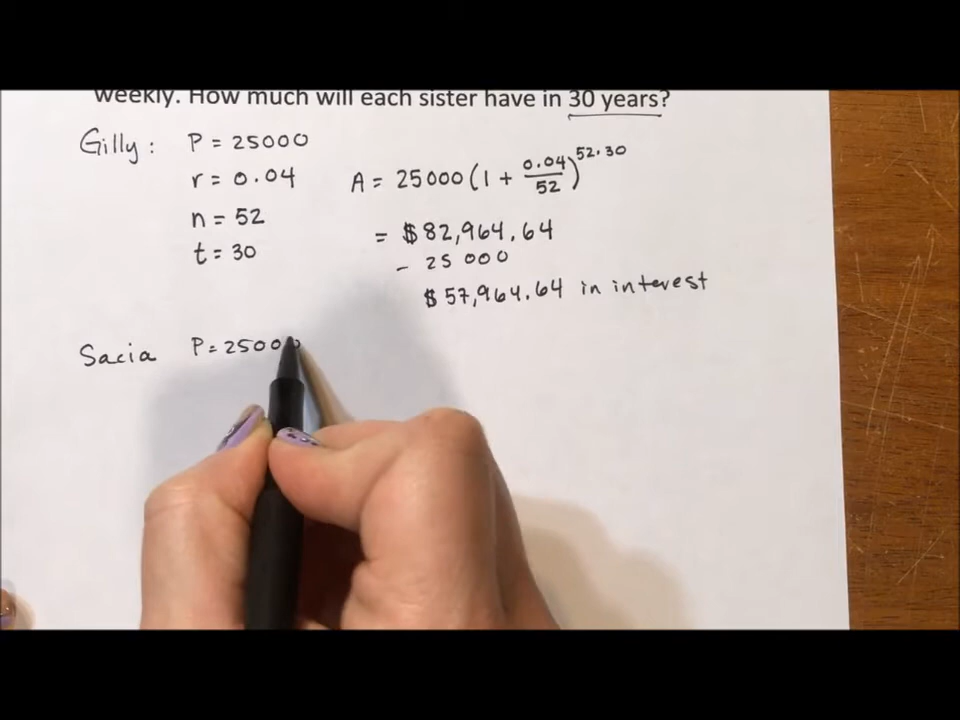 weekly. How much will each sister have in 30 years?
Gilly: P = 25000
r = 0.04 A = 25000(1 + 0.04/52)^52·30
n = 52 = $82,964.64
t = 30 - 25 000
$57,964.64 in interest
Sacia P = 25000